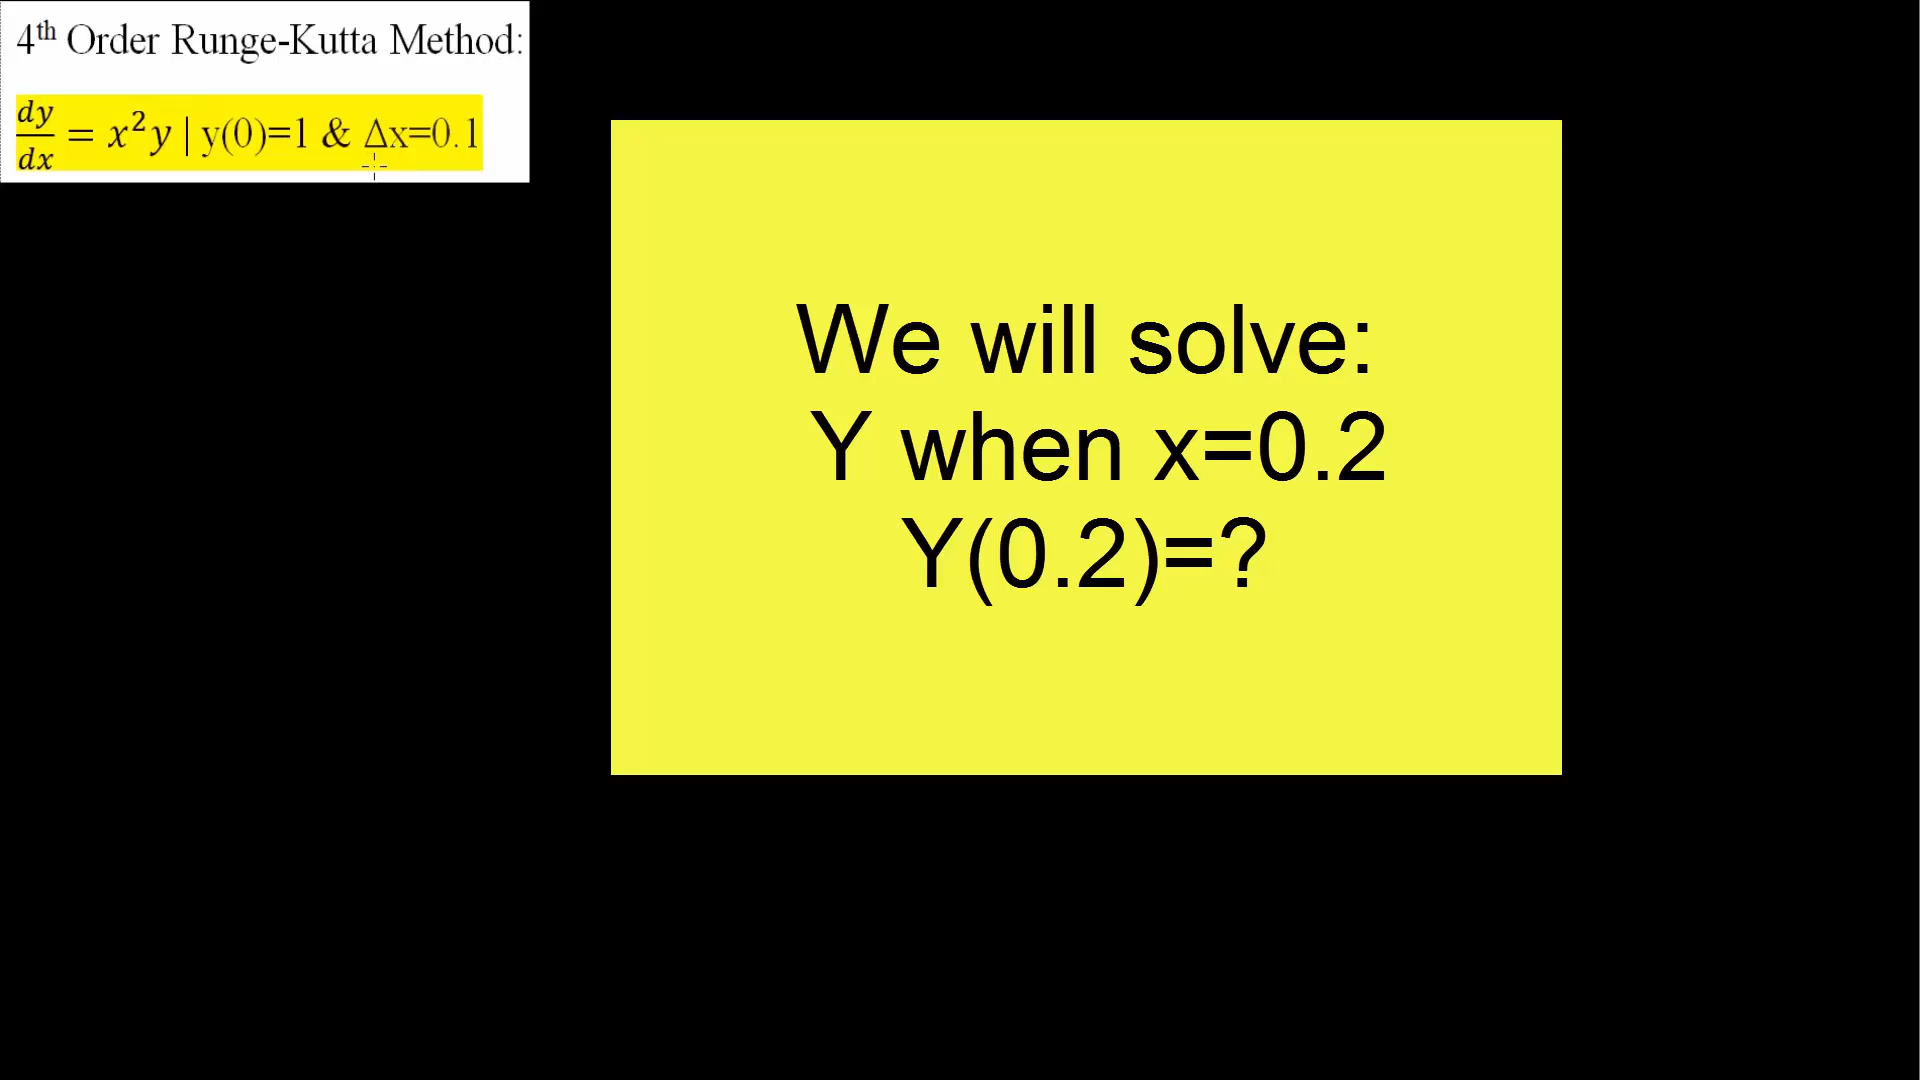 4th Order Runge-Kutta Method:
dy/dx = x²y | y(0)=1 & Δx=0.1
We will solve:
Y when x=0.2
Y(0.2)=?